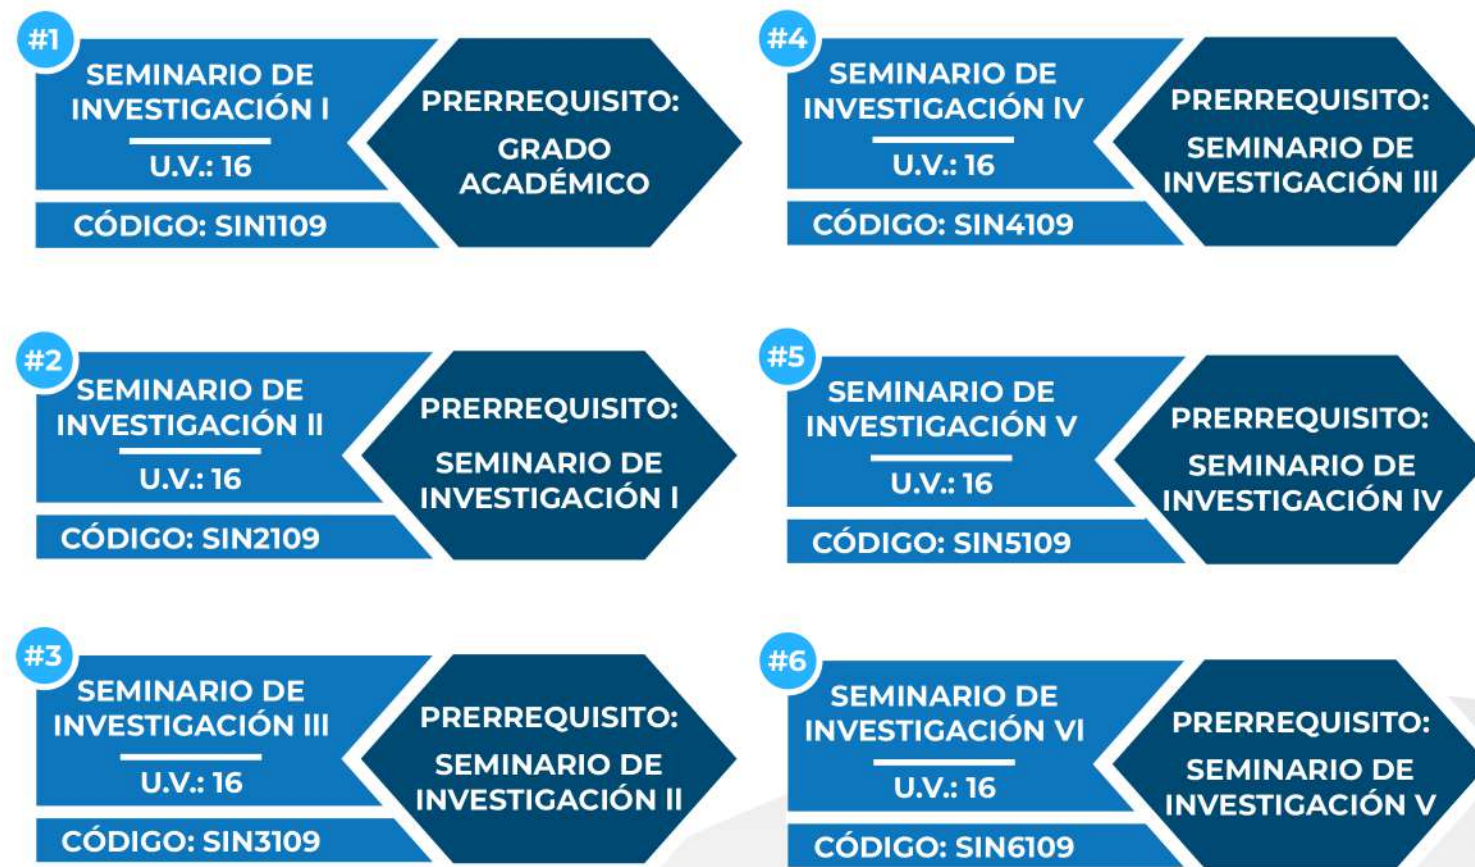 #1
SEMINARIO DE
INVESTIGACIÓN I
U.V.: 16
CÓDIGO: SIN1109
PRERREQUISITO:
GRADO
ACADÉMICO
#2
SEMINARIO DE
INVESTIGACIÓN II
U.V.: 16
CÓDIGO: SIN2109
PRERREQUISITO:
SEMINARIO DE
INVESTIGACIÓN I
#3
SEMINARIO DE
INVESTIGACIÓN III
U.V.: 16
CÓDIGO: SIN3109
PRERREQUISITO:
SEMINARIO DE
INVESTIGACIÓN II
#4
SEMINARIO DE
INVESTIGACIÓN IV
U.V.: 16
CÓDIGO: SIN4109
PRERREQUISITO:
SEMINARIO DE
INVESTIGACIÓN III
#5
SEMINARIO DE
INVESTIGACIÓN V
U.V.: 16
CÓDIGO: SIN5109
PRERREQUISITO:
SEMINARIO DE
INVESTIGACIÓN IV
#6
SEMINARIO DE
INVESTIGACIÓN VI
U.V.: 16
CÓDIGO: SIN6109
PRERREQUISITO:
SEMINARIO DE
INVESTIGACIÓN V